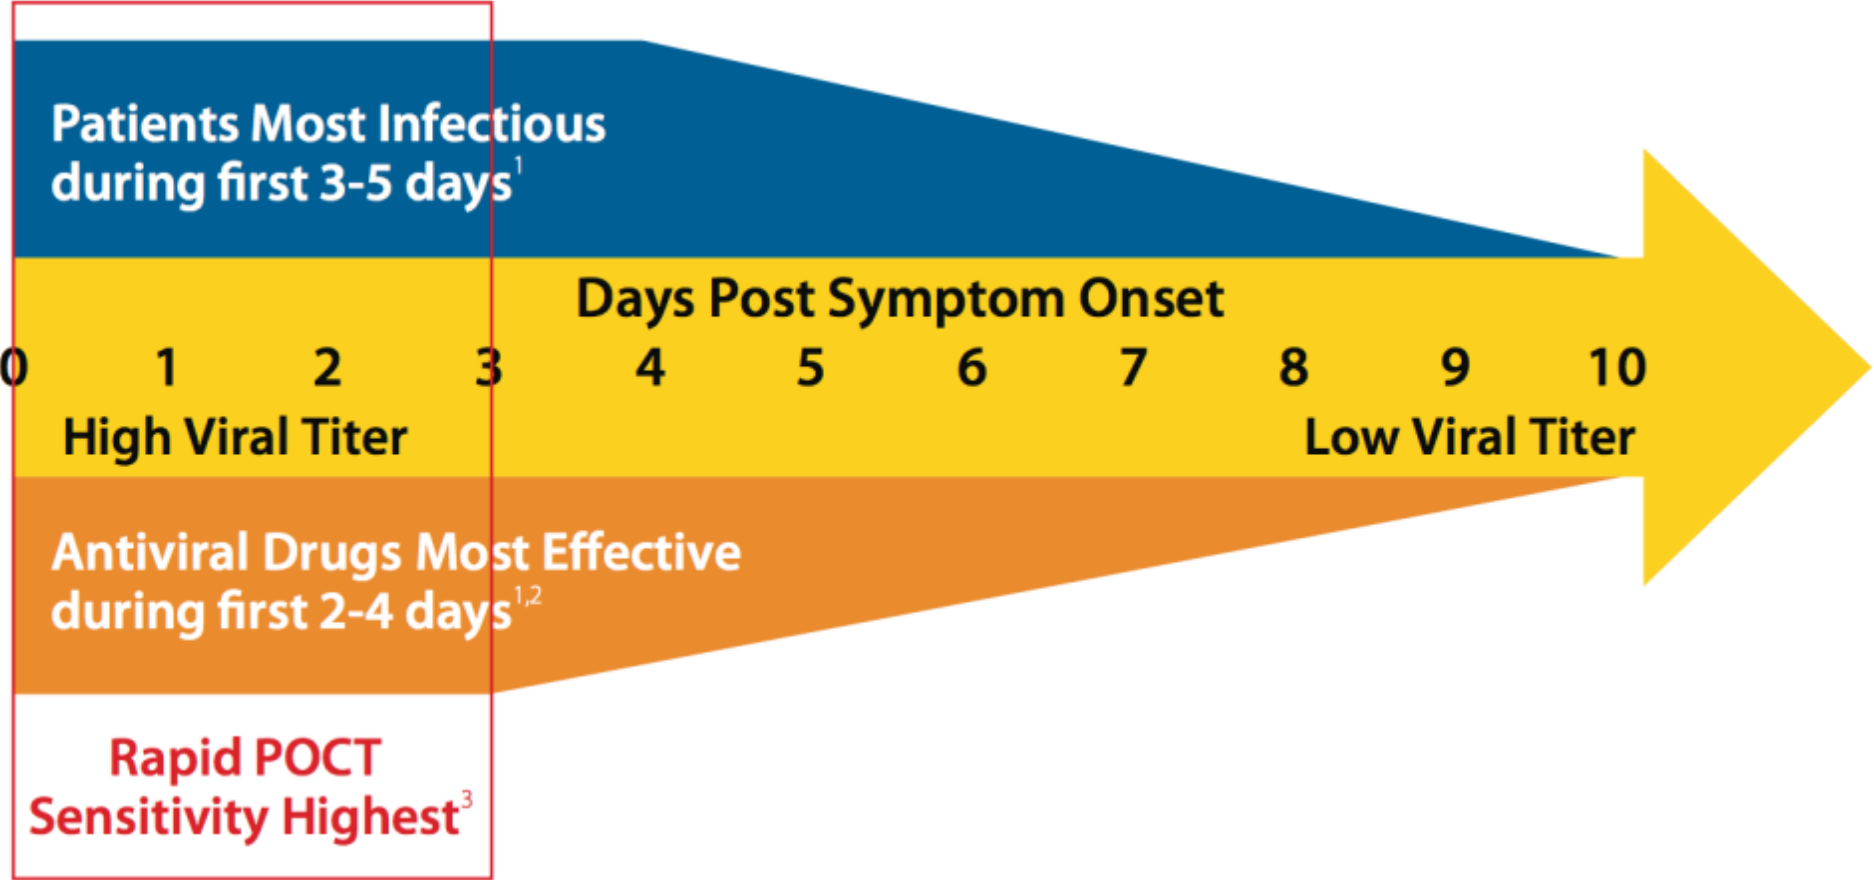 Patients Most Infectious
during first 3-5 days¹
Days Post Symptom Onset
0 1 2 3 4 5 6 7 8 9 10
High Viral Titer Low Viral Titer
Antiviral Drugs Most Effective
during first 2-4 days¹,²
Rapid POCT
Sensitivity Highest³